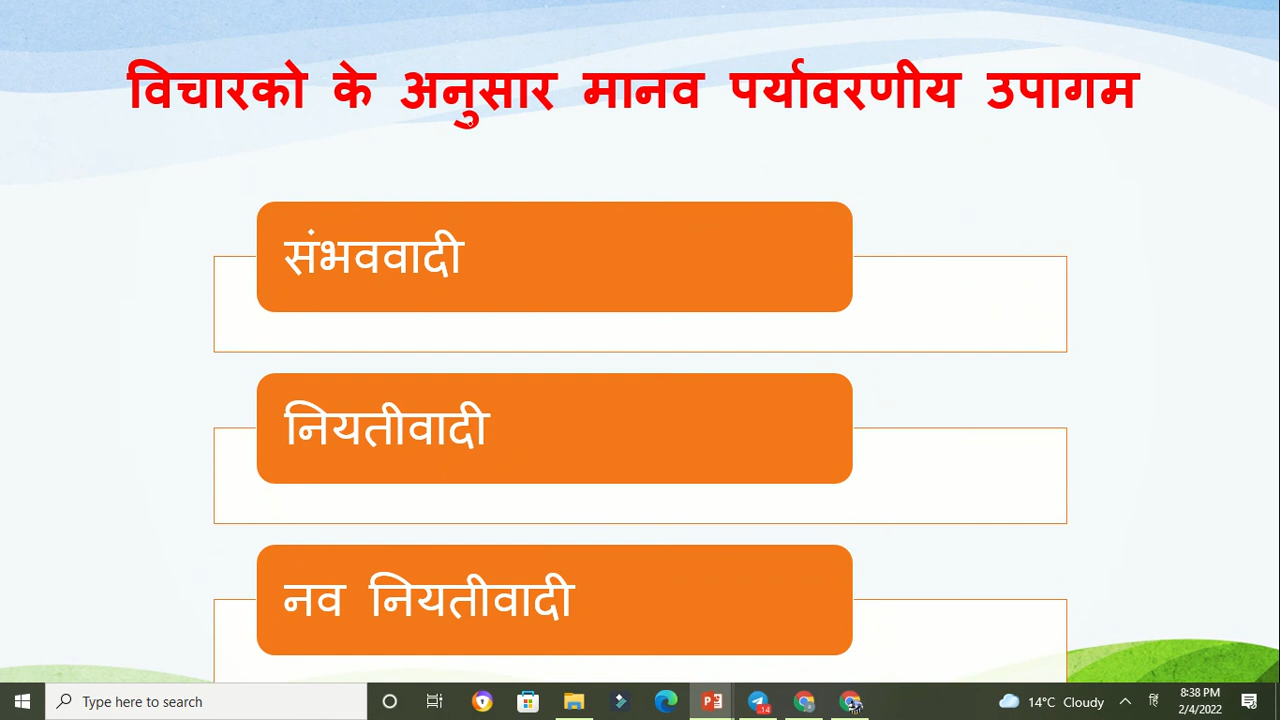 विचारको के अनुसार मानव पर्यावरणीय उपागम
संभववादी
नियतीवादी
नव नियतीवादी
Type here to search
14°C Cloudy
हिं
8:38 PM
2/4/2022